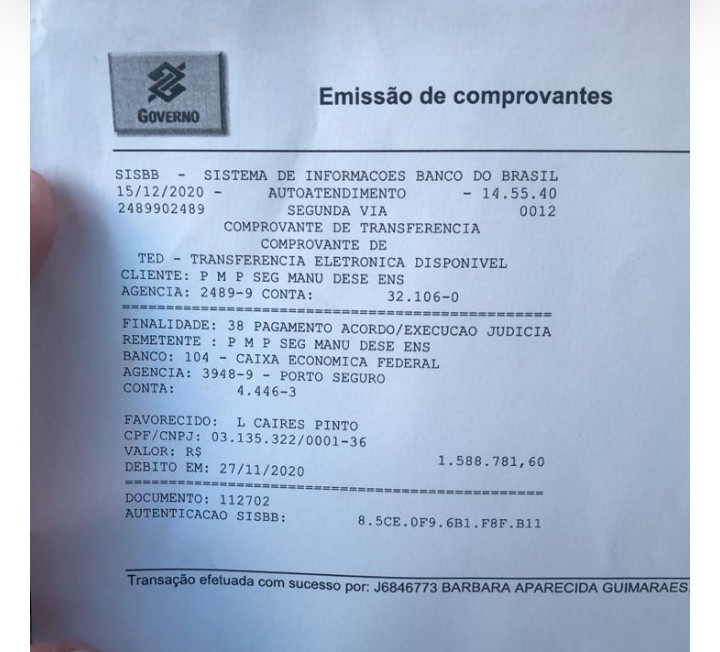 GOVERNO
Emissão de comprovantes
SISBB - SISTEMA DE INFORMACOES BANCO DO BRASIL
15/12/2020 - AUTOATENDIMENTO - 14.55.40
2489902489 SEGUNDA VIA 0012
COMPROVANTE DE TRANSFERENCIA
COMPROVANTE DE
TED - TRANSFERENCIA ELETRONICA DISPONIVEL
CLIENTE: P M P SEG MANU DESE ENS
AGENCIA: 2489-9 CONTA: 32.106-0
================================================
FINALIDADE: 38 PAGAMENTO ACORDO/EXECUCAO JUDICIA
REMETENTE : P M P SEG MANU DESE ENS
BANCO: 104 - CAIXA ECONOMICA FEDERAL
AGENCIA: 3948-9 - PORTO SEGURO
CONTA: 4.446-3
FAVORECIDO: L CAIRES PINTO
CPF/CNPJ: 03.135.322/0001-36
VALOR: R$ 1.588.781,60
DEBITO EM: 27/11/2020
================================================
DOCUMENTO: 112702
AUTENTICACAO SISBB: 8.5CE.0F9.6B1.F8F.B11
Transação efetuada com sucesso por: J6846773 BARBARA APARECIDA GUIMARAES